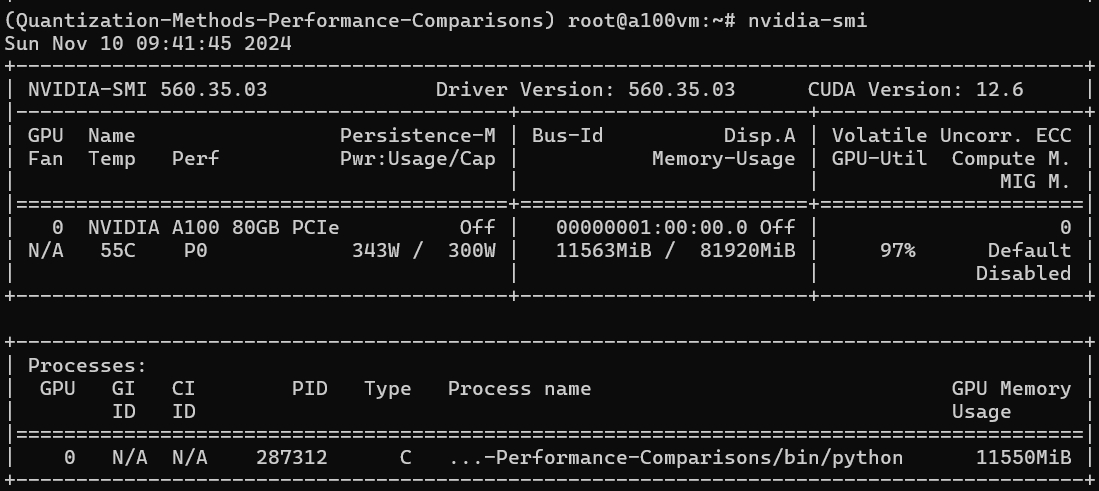 (Quantization-Methods-Performance-Comparisons) root@a100vm:~# nvidia-smi
Sun Nov 10 09:41:45 2024
+-----------------------------------------------------------------------------------------+
| NVIDIA-SMI 560.35.03              Driver Version: 560.35.03      CUDA Version: 12.6     |
|-----------------------------------------+------------------------+----------------------+
| GPU  Name                 Persistence-M | Bus-Id          Disp.A | Volatile Uncorr. ECC |
| Fan  Temp   Perf          Pwr:Usage/Cap |           Memory-Usage | GPU-Util  Compute M. |
|                                         |                        |               MIG M. |
|=========================================+========================+======================|
|   0  NVIDIA A100 80GB PCIe          Off |   00000001:00:00.0 Off |                    0 |
| N/A   55C    P0            343W /  300W |   11563MiB /  81920MiB |     97%      Default |
|                                         |                        |             Disabled |
+-----------------------------------------+------------------------+----------------------+

+-----------------------------------------------------------------------------------------+
| Processes:                                                                              |
|  GPU   GI   CI        PID   Type   Process name                              GPU Memory |
|        ID   ID                                                               Usage      |
|=========================================================================================|
|    0   N/A  N/A    287312      C   ...-Performance-Comparisons/bin/python      11550MiB |
+-----------------------------------------------------------------------------------------+